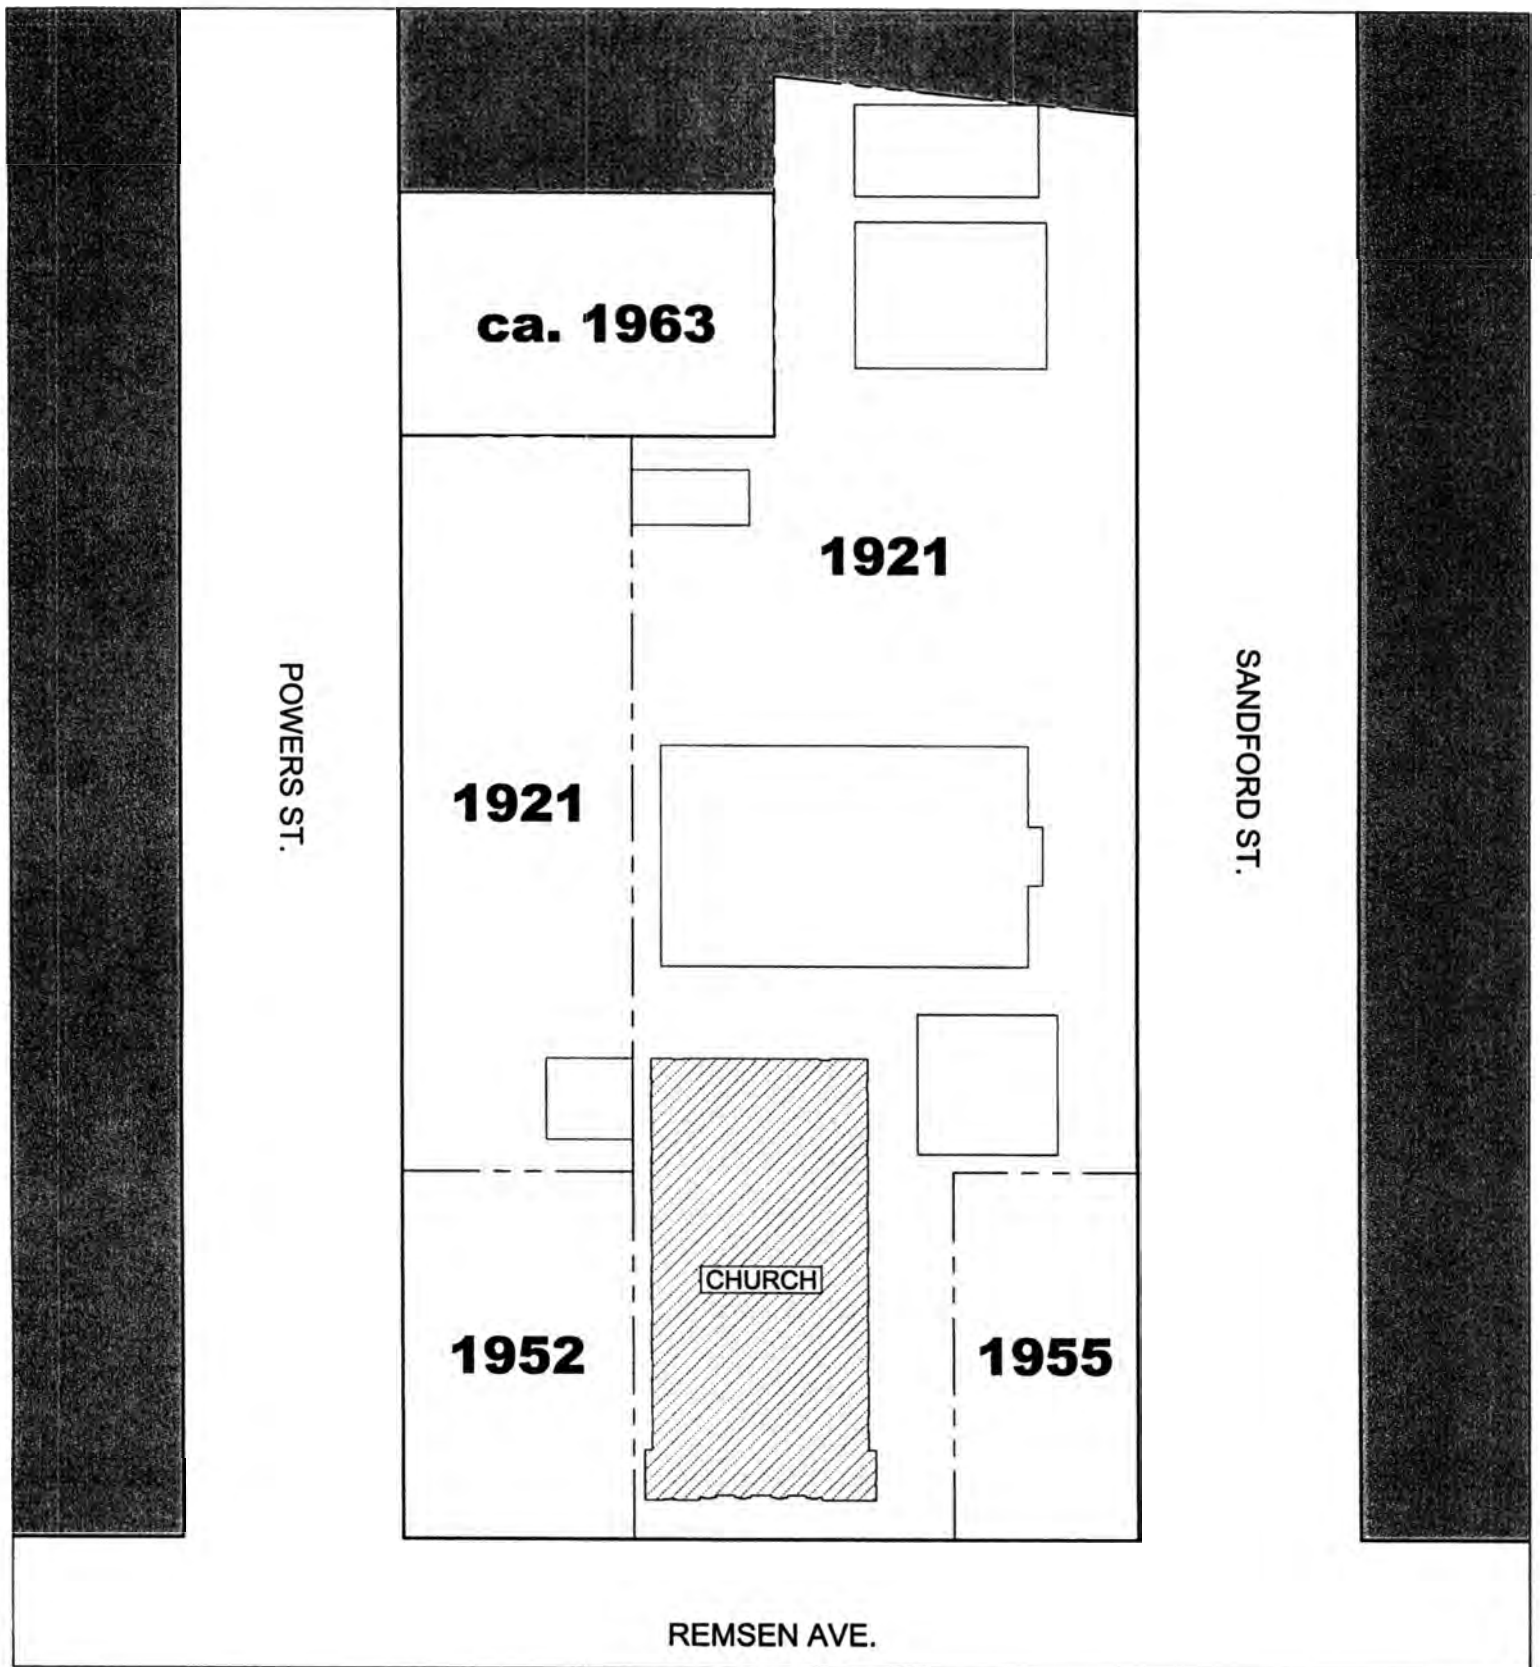 ca. 1963
1921
POWERS ST.
SANDFORD ST.
1921
CHURCH
1952
1955
REMSEN AVE.